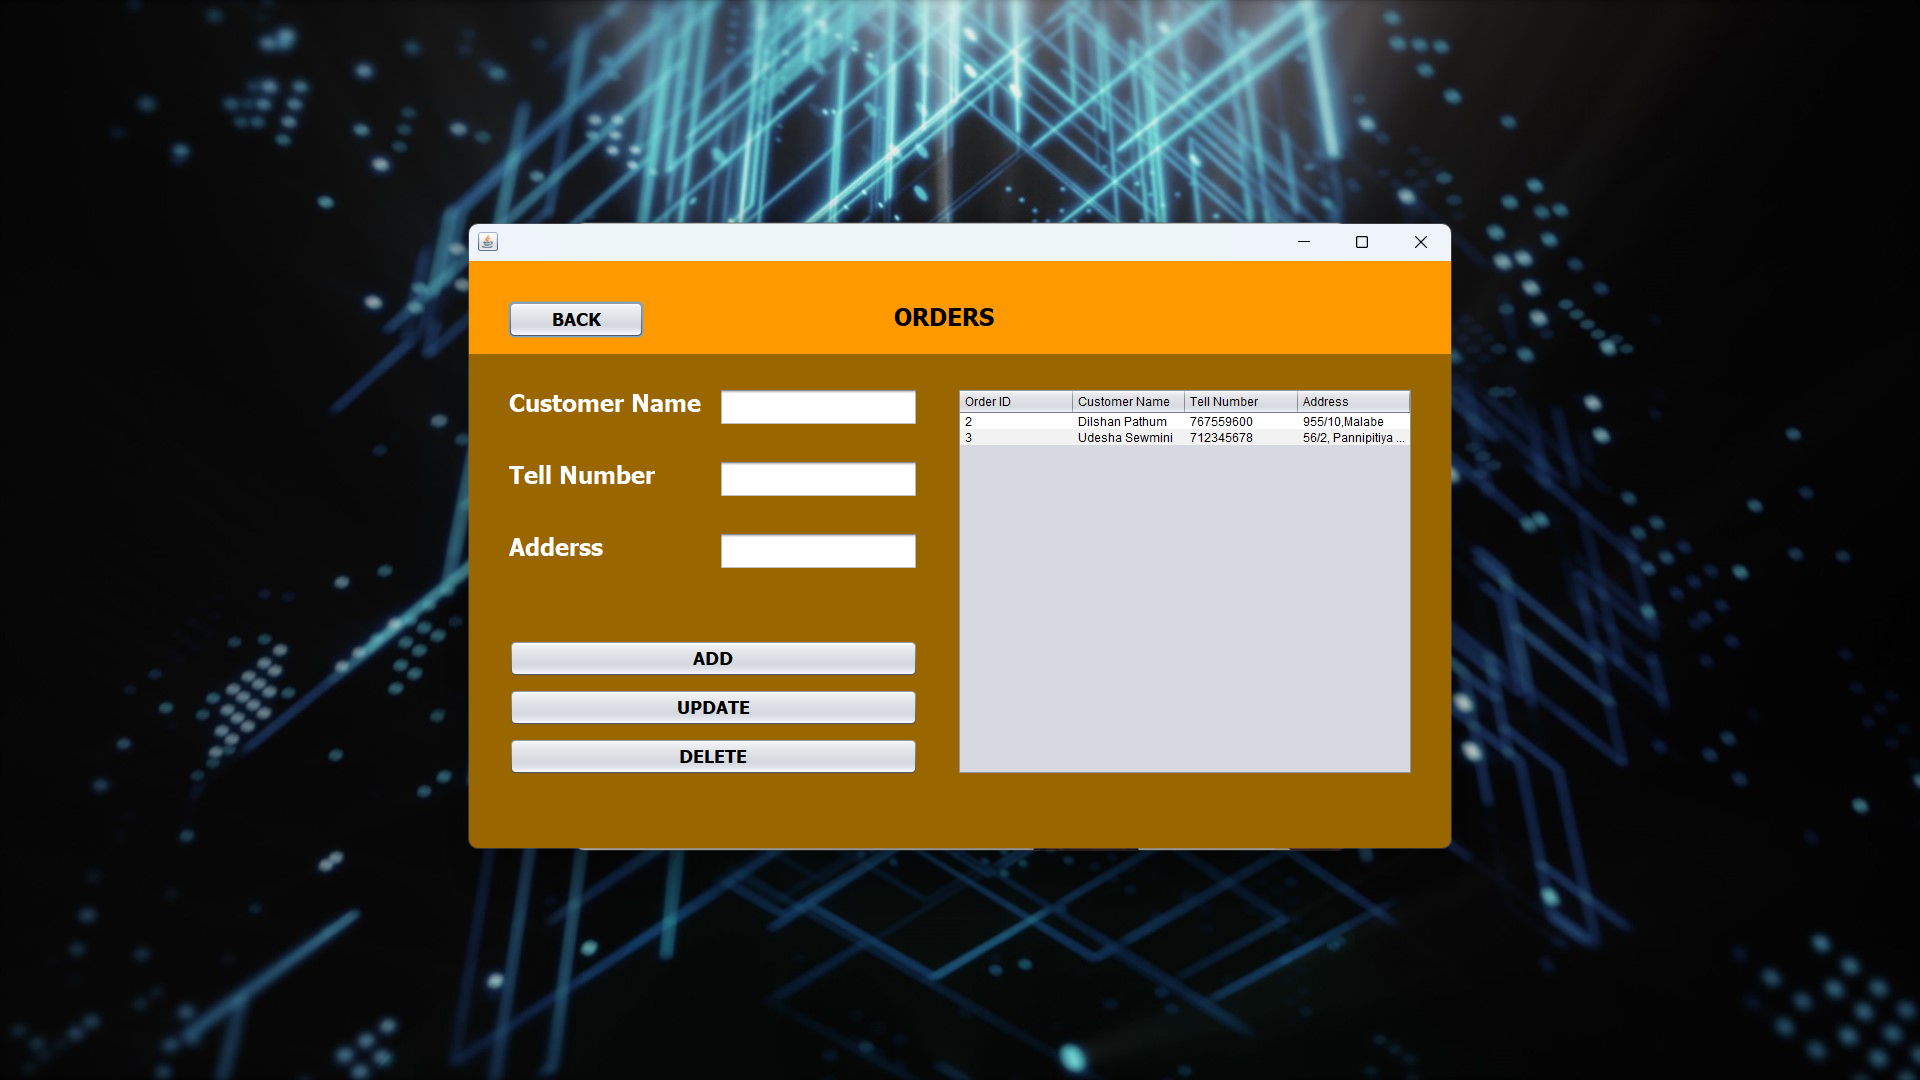 BACK
ORDERS
Customer Name
Tell Number
Adderss
ADD
UPDATE
DELETE
Order ID Customer Name Tell Number Address
2 Dilshan Pathum 767559600 955/10,Malabe
3 Udesha Sewmini 712345678 56/2, Pannipitiya ...